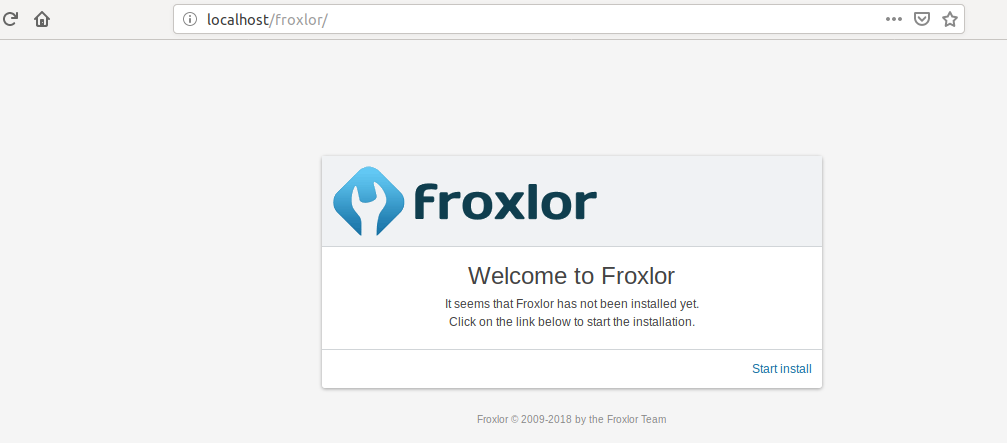 localhost/froxlor/
froxlor
Welcome to Froxlor
It seems that Froxlor has not been installed yet.
Click on the link below to start the installation.
Start install
Froxlor © 2009-2018 by the Froxlor Team